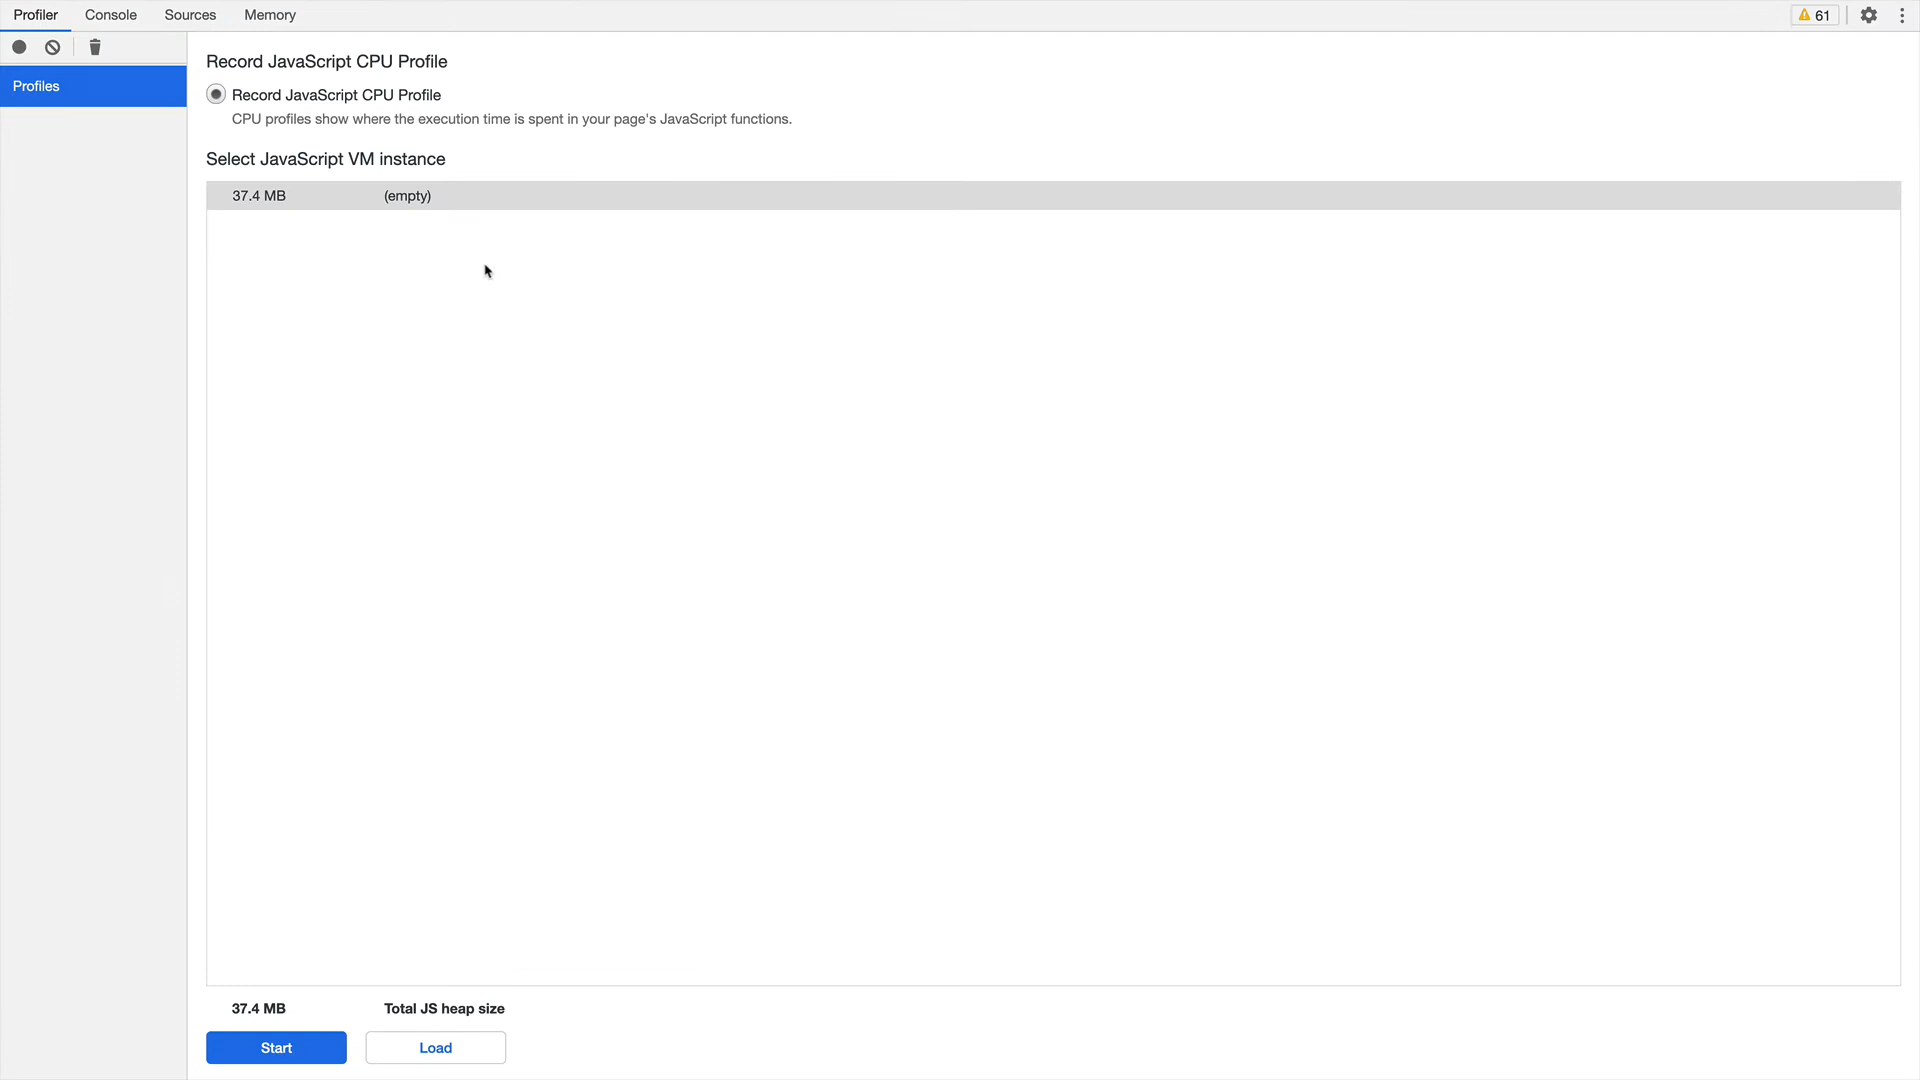 Profiler Console Sources Memory 61
Profiles
Record JavaScript CPU Profile
Record JavaScript CPU Profile
CPU profiles show where the execution time is spent in your page's JavaScript functions.
Select JavaScript VM instance
37.4 MB (empty)
37.4 MB Total JS heap size
Start Load